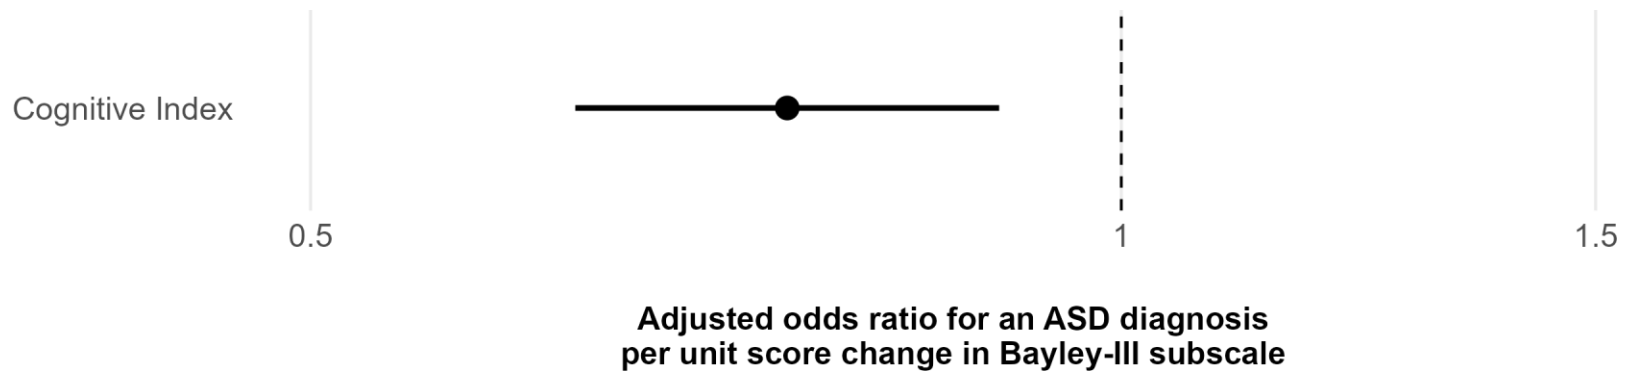 Cognitive Index
0.5
1
1.5
Adjusted odds ratio for an ASD diagnosis
per unit score change in Bayley-III subscale